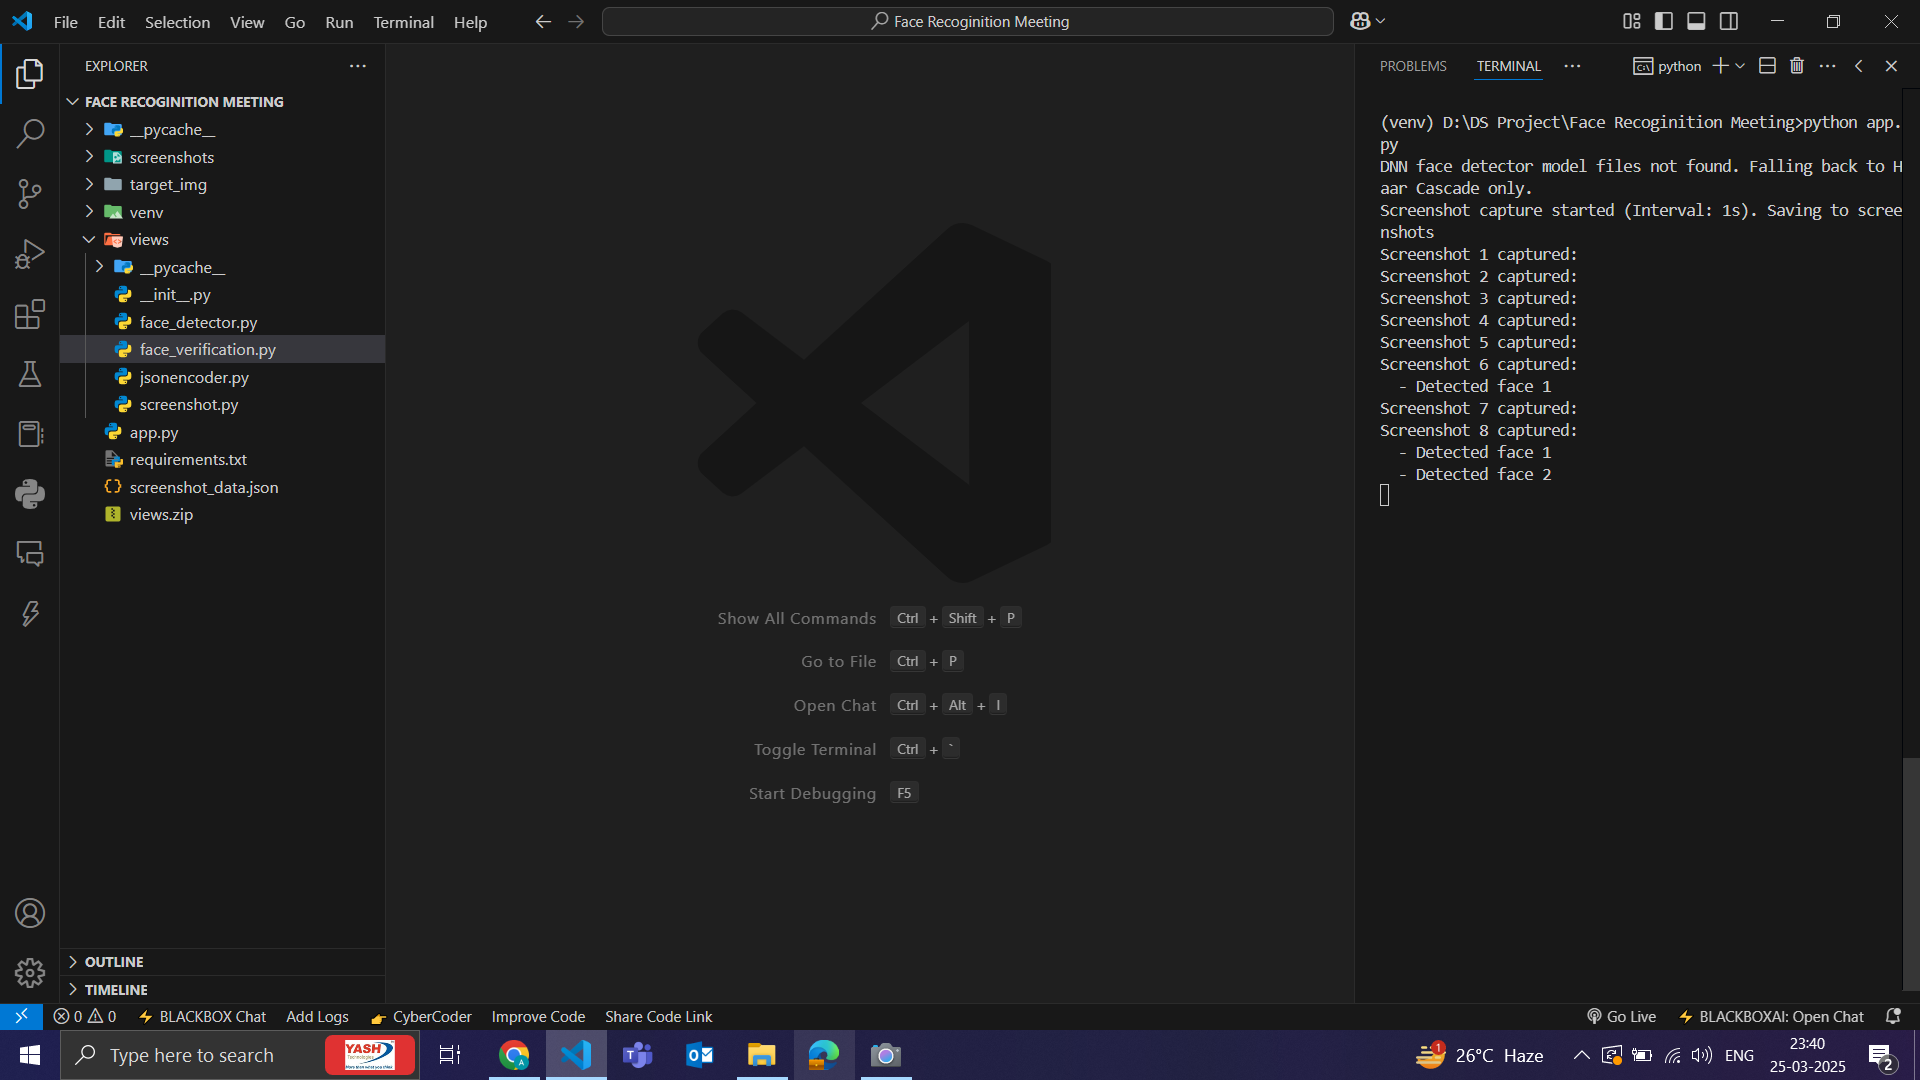 File Edit Selection View Go Run Terminal Help
Face Recoginition Meeting
EXPLORER
FACE RECOGINITION MEETING
__pycache__
screenshots
target_img
venv
views
__pycache__
__init__.py
face_detector.py
face_verification.py
jsonencoder.py
screenshot.py
app.py
requirements.txt
screenshot_data.json
views.zip
OUTLINE
TIMELINE
Show All Commands Ctrl + Shift + P
Go to File Ctrl + P
Open Chat Ctrl + Alt + I
Toggle Terminal Ctrl + `
Start Debugging F5
PROBLEMS TERMINAL
python
(venv) D:\DS Project\Face Recoginition Meeting>python app.
py
DNN face detector model files not found. Falling back to H
aar Cascade only.
Screenshot capture started (Interval: 1s). Saving to scree
nshots
Screenshot 1 captured:
Screenshot 2 captured:
Screenshot 3 captured:
Screenshot 4 captured:
Screenshot 5 captured:
Screenshot 6 captured:
- Detected face 1
Screenshot 7 captured:
Screenshot 8 captured:
- Detected face 1
- Detected face 2
0 0 BLACKBOX Chat Add Logs CyberCoder Improve Code Share Code Link
Go Live BLACKBOXAI: Open Chat
Type here to search
YASH
Technologies
1
26°C Haze
ENG
23:40
25-03-2025
2